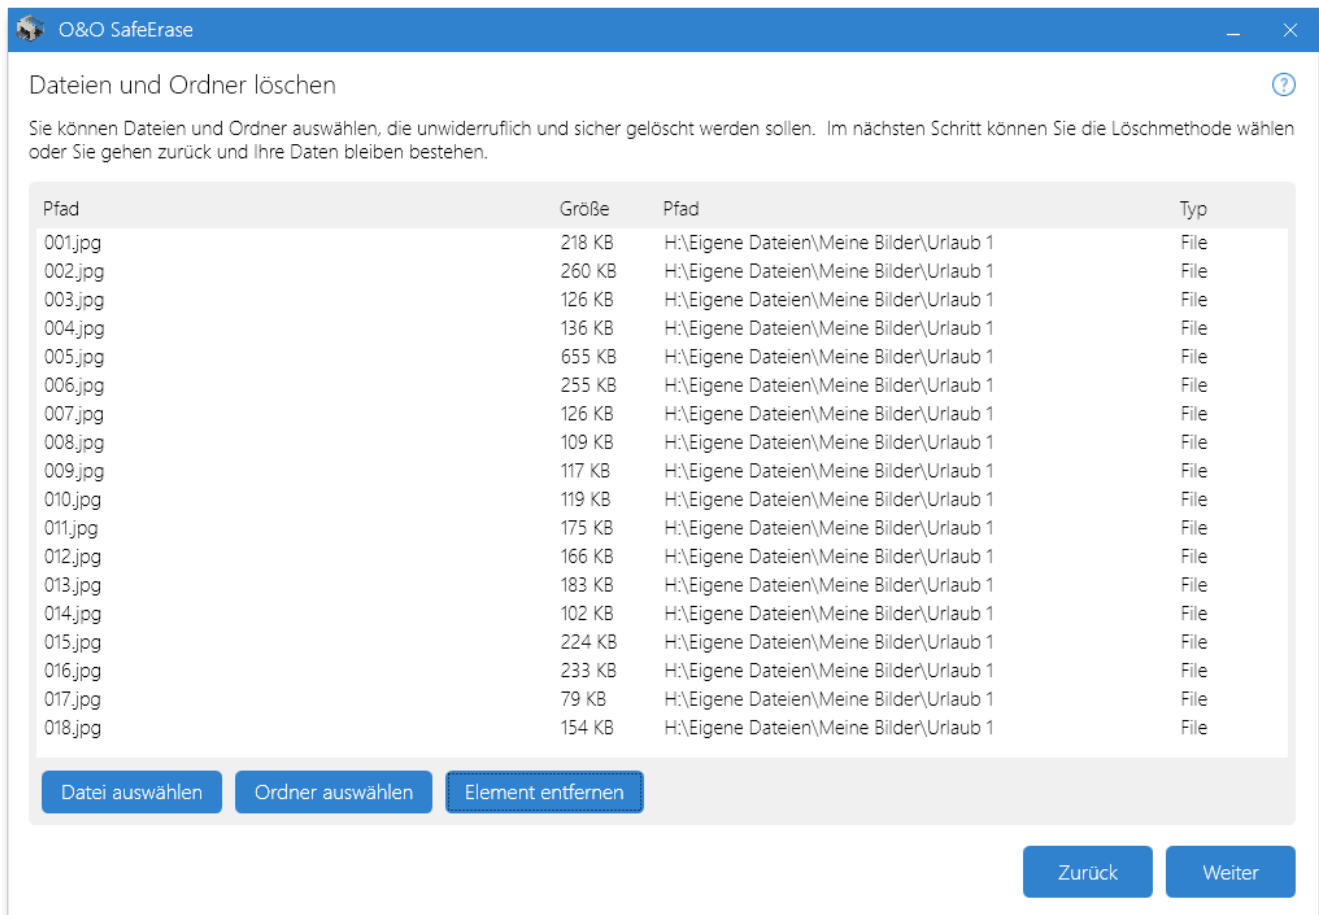 O&O SafeErase
Dateien und Ordner löschen
Sie können Dateien und Ordner auswählen, die unwiderruflich und sicher gelöscht werden sollen. Im nächsten Schritt können Sie die Löschmethode wählen
oder Sie gehen zurück und Ihre Daten bleiben bestehen.
Pfad Größe Pfad Typ
001.jpg 218 KB H:\Eigene Dateien\Meine Bilder\Urlaub 1 File
002.jpg 260 KB H:\Eigene Dateien\Meine Bilder\Urlaub 1 File
003.jpg 126 KB H:\Eigene Dateien\Meine Bilder\Urlaub 1 File
004.jpg 136 KB H:\Eigene Dateien\Meine Bilder\Urlaub 1 File
005.jpg 655 KB H:\Eigene Dateien\Meine Bilder\Urlaub 1 File
006.jpg 255 KB H:\Eigene Dateien\Meine Bilder\Urlaub 1 File
007.jpg 126 KB H:\Eigene Dateien\Meine Bilder\Urlaub 1 File
008.jpg 109 KB H:\Eigene Dateien\Meine Bilder\Urlaub 1 File
009.jpg 117 KB H:\Eigene Dateien\Meine Bilder\Urlaub 1 File
010.jpg 119 KB H:\Eigene Dateien\Meine Bilder\Urlaub 1 File
011.jpg 175 KB H:\Eigene Dateien\Meine Bilder\Urlaub 1 File
012.jpg 166 KB H:\Eigene Dateien\Meine Bilder\Urlaub 1 File
013.jpg 183 KB H:\Eigene Dateien\Meine Bilder\Urlaub 1 File
014.jpg 102 KB H:\Eigene Dateien\Meine Bilder\Urlaub 1 File
015.jpg 224 KB H:\Eigene Dateien\Meine Bilder\Urlaub 1 File
016.jpg 233 KB H:\Eigene Dateien\Meine Bilder\Urlaub 1 File
017.jpg 79 KB H:\Eigene Dateien\Meine Bilder\Urlaub 1 File
018.jpg 154 KB H:\Eigene Dateien\Meine Bilder\Urlaub 1 File
Datei auswählen Ordner auswählen Element entfernen
Zurück Weiter